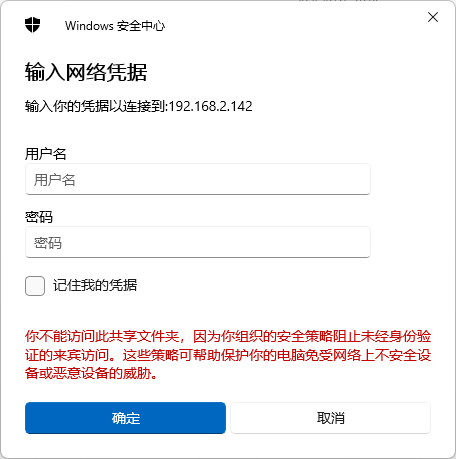 Windows 安全中心
输入网络凭据
输入你的凭据以连接到:192.168.2.142
用户名
用户名
密码
密码
记住我的凭据
你不能访问此共享文件夹，因为你组织的安全策略阻止未经身份验
证的来宾访问。这些策略可帮助保护你的电脑免受网络上不安全设
备或恶意设备的威胁。
确定
取消